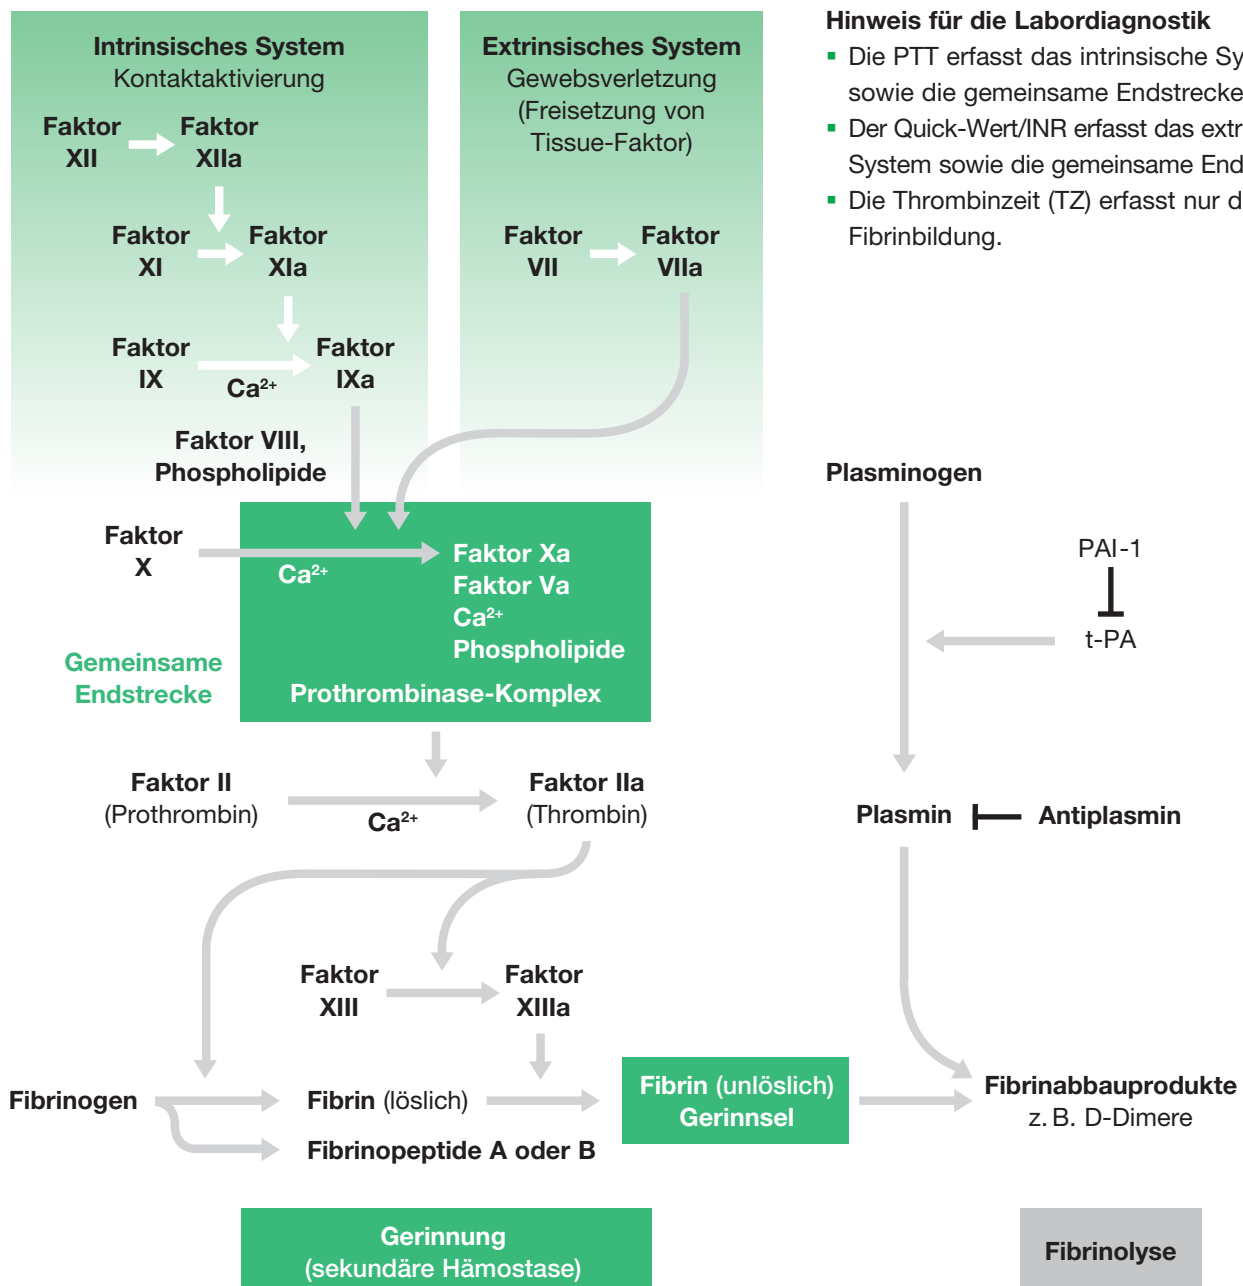 Intrinsisches System
Kontaktaktivierung
Faktor XII
Faktor XIIa
Faktor XI
Faktor XIa
Faktor IX
Ca²⁺
Faktor IXa
Faktor VIII,
Phospholipide
Extrinsisches System
Gewebsverletzung
(Freisetzung von
Tissue-Faktor)
Faktor VII
Faktor VIIa
Hinweis für die Labordiagnostik
▪ Die PTT erfasst das intrinsische
sowie die gemeinsame Endstrecke
▪ Der Quick-Wert/INR erfasst das
System sowie die gemeinsame
▪ Die Thrombinzeit (TZ) erfasst nur
Fibrinbildung.
Faktor X
Ca²⁺
Faktor Xa
Faktor Va
Ca²⁺
Phospholipide
Prothrombinase-Komplex
Gemeinsame
Endstrecke
Faktor II
(Prothrombin)
Ca²⁺
Faktor IIa
(Thrombin)
Faktor XIII
Faktor XIIIa
Fibrinogen
Fibrin (löslich)
Fibrinopeptide A oder B
Fibrin (unlöslich)
Gerinnsel
Plasminogen
PAI-1
t-PA
Plasmin
Antiplasmin
Fibrinabbauprodukte
z. B. D-Dimere
Gerinnung
(sekundäre Hämostase)
Fibrinolyse